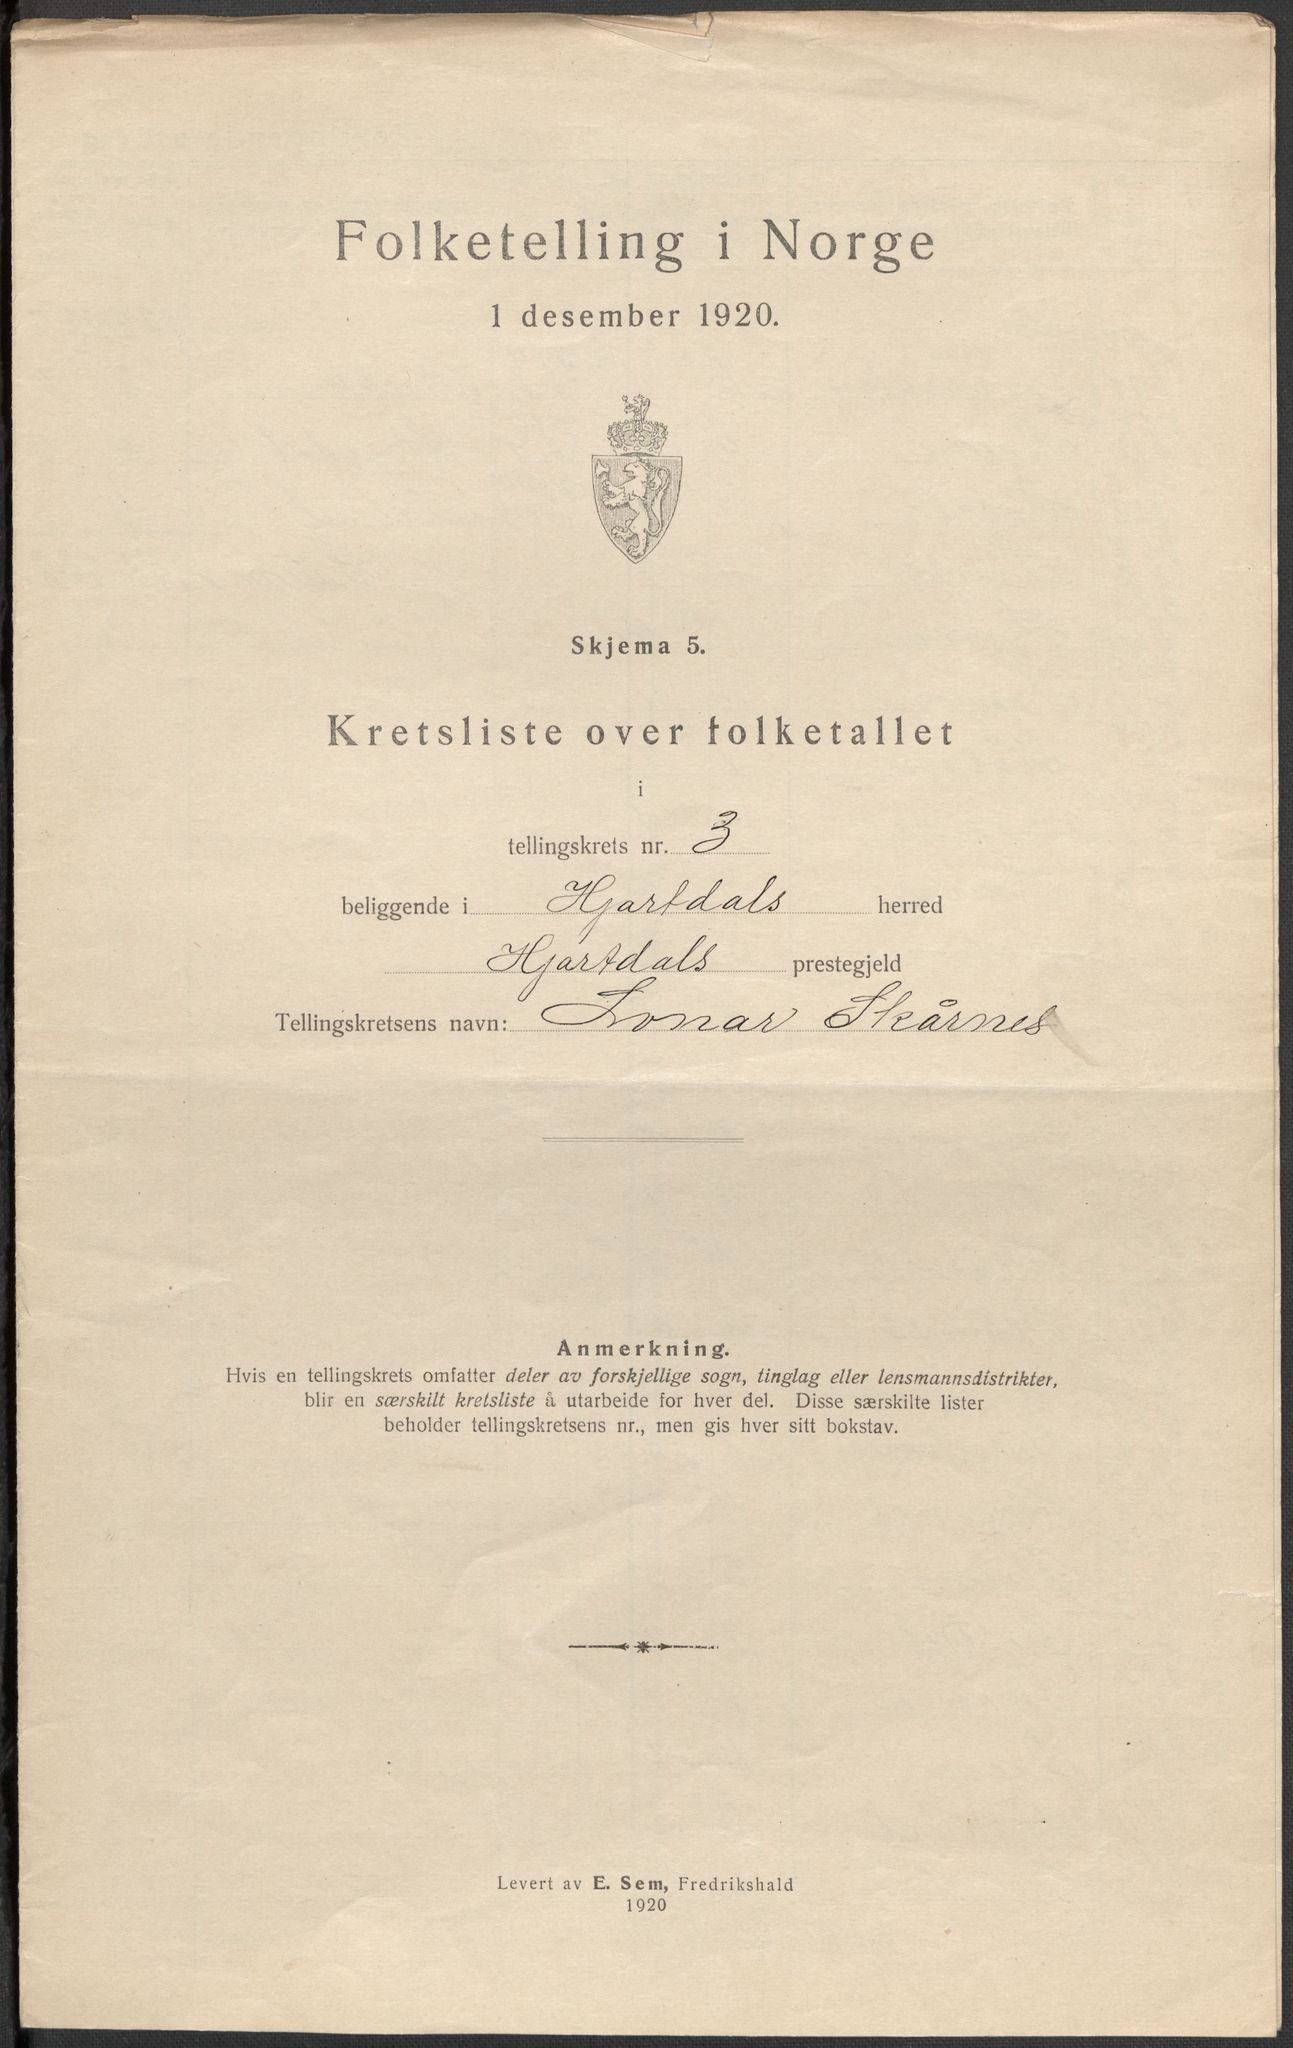 Folketelling i Norge
1 desember 1920.
Skjema 5.
Kretsliste over folketallet
i
tellingskrets nr. 3
beliggende i Hjartdals herred
Hjartdals prestegjeld
Tellingskretsens navn: Lonar Skårnes
Anmerkning.
Hvis en tellingskrets omfatter deler av forskjellige sogn, tinglag eller lensmannsdistrikter,
blir en særskilt kretsliste å utarbeide for hver del. Disse særskilte lister
beholder tellingskretsens nr., men gis hver sitt bokstav.
Levert av E. Sem, Fredrikshald
1920